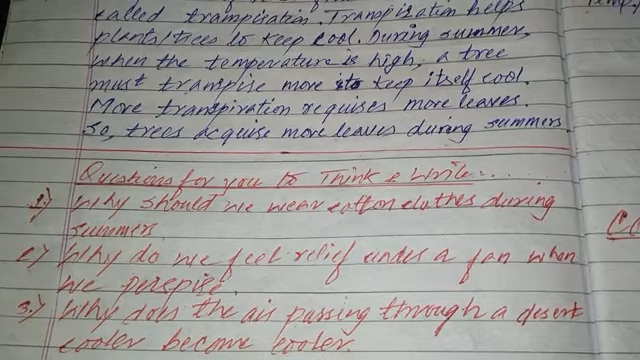 called transpiration. Transpiration helps
plants/trees to keep cool. During summer,
when the temperature is high, a tree
must transpire more to keep itself cool.
More transpiration requires more leaves.
So, trees acquise more leaves during summers.
Questions for you to Think & Write:...
1) Why should we wear cotton clothes during
summers
2) Why do we feel relief under a fan when
we perspise.
3.) Why does the air passing through a desert
cooler become cooler.